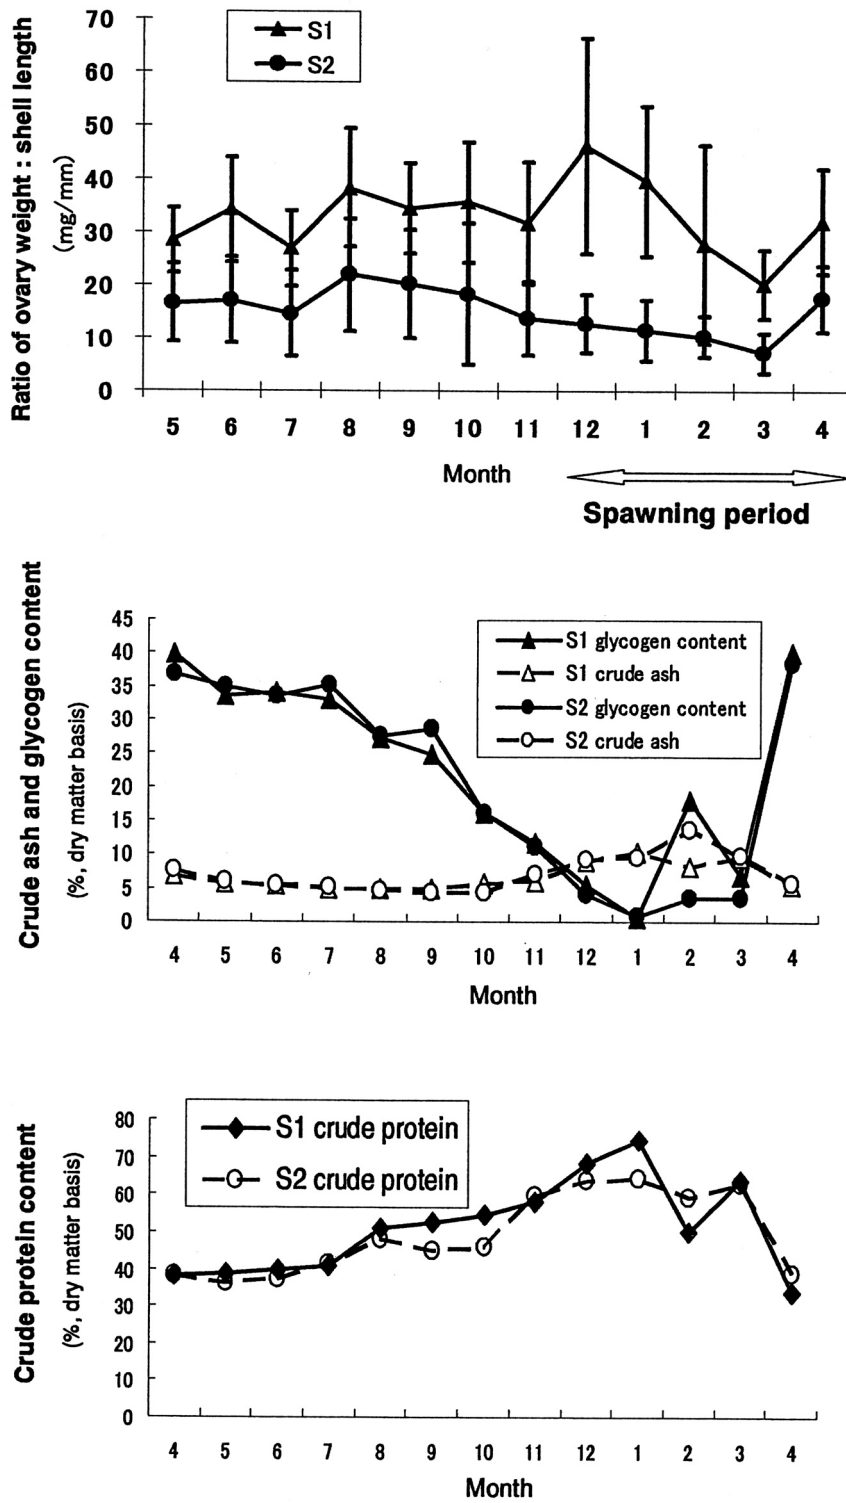 Ratio of ovary weight : shell length
(mg/mm)
70
60
50
40
30
20
10
0
S1
S2
5 6 7 8 9 10 11 12 1 2 3 4
Month
Spawning period
Crude ash and glycogen content
(%, dry matter basis)
45
40
35
30
25
20
15
10
5
0
S1 glycogen content
S1 crude ash
S2 glycogen content
S2 crude ash
4 5 6 7 8 9 10 11 12 1 2 3 4
Month
Crude protein content
(%, dry matter basis)
80
70
60
50
40
30
20
10
0
S1 crude protein
S2 crude protein
4 5 6 7 8 9 10 11 12 1 2 3 4
Month